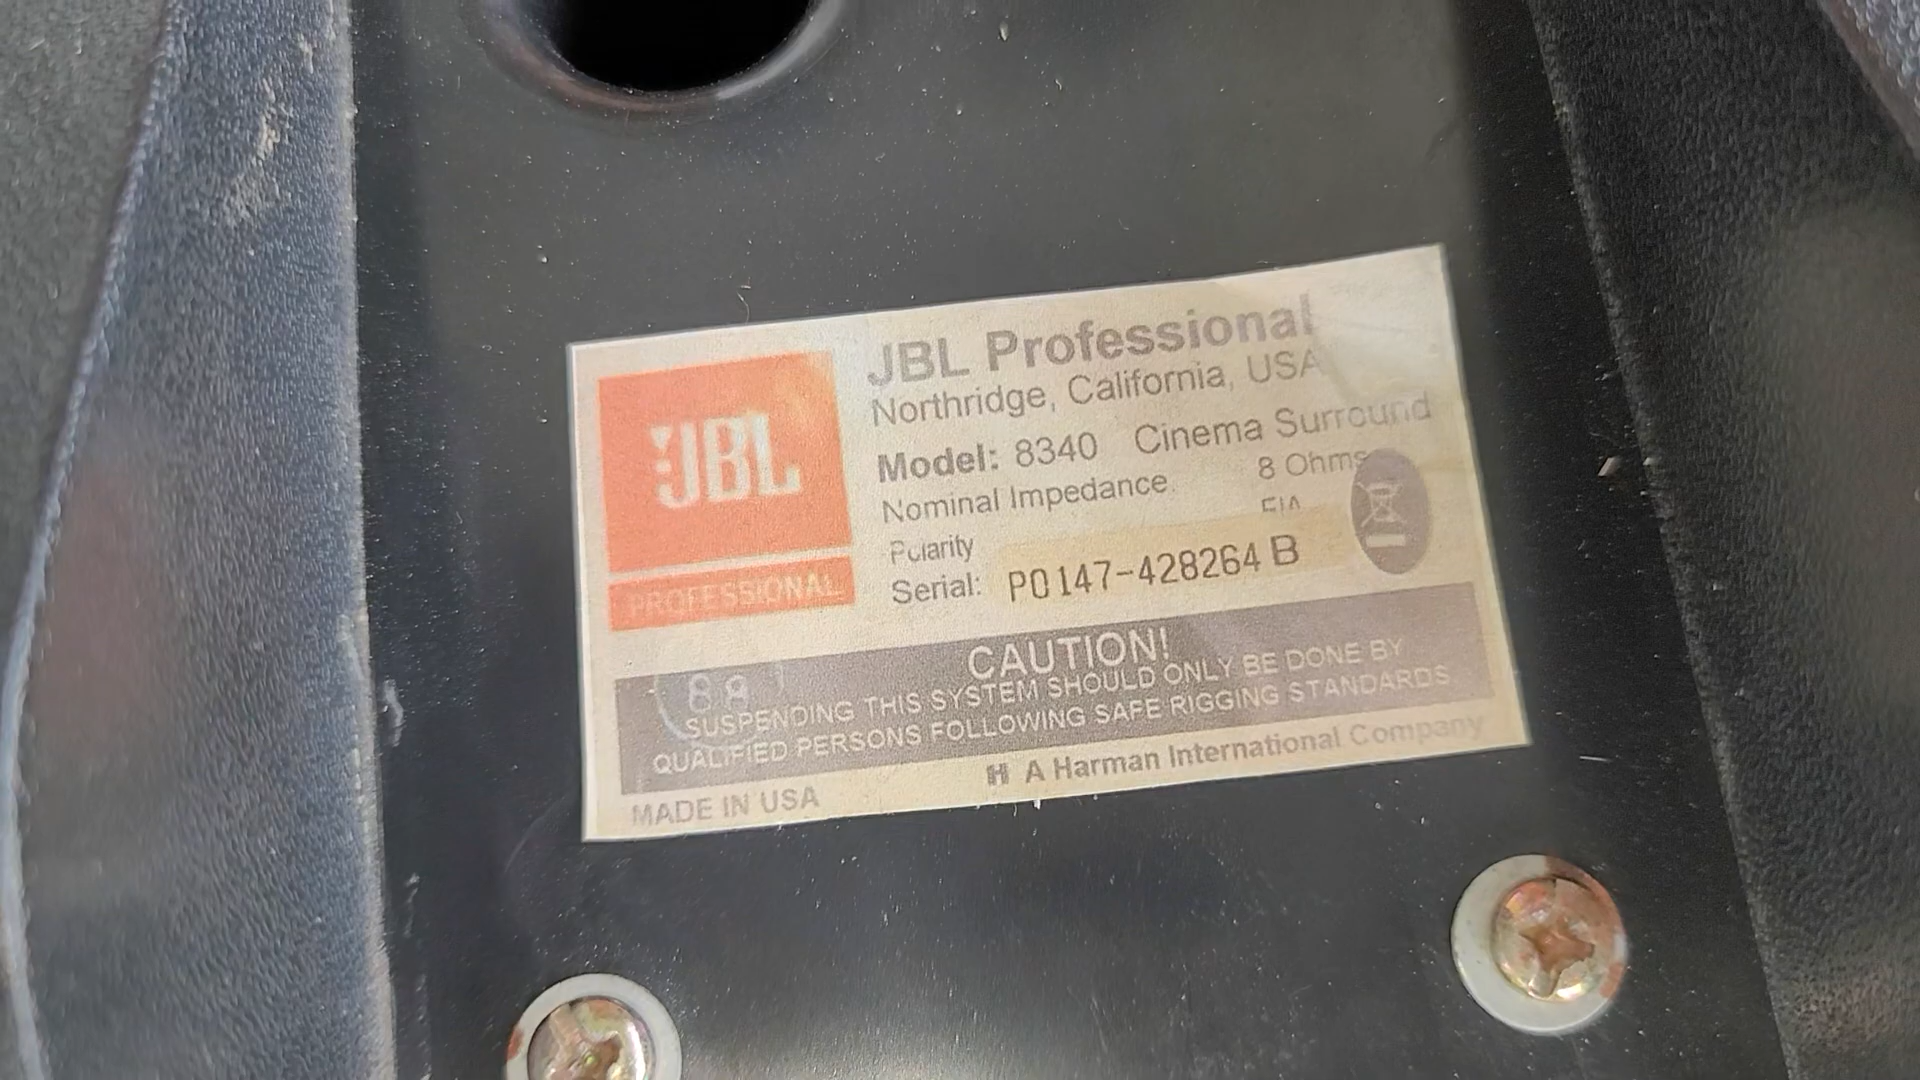 JBL
PROFESSIONAL
JBL Professional
Northridge, California, USA
Model: 8340 Cinema Surround
Nominal Impedance 8 Ohms
Polarity EIA
Serial: P0147-428264 B
CAUTION!
SUSPENDING THIS SYSTEM SHOULD ONLY BE DONE BY
QUALIFIED PERSONS FOLLOWING SAFE RIGGING STANDARDS
H A Harman International Company
MADE IN USA